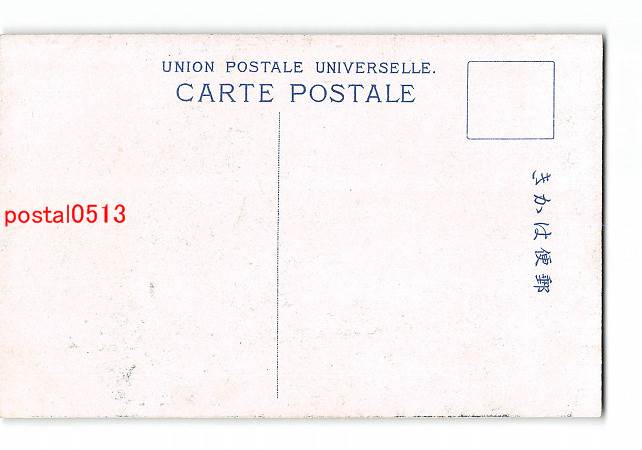 UNION POSTALE UNIVERSELLE.
CARTE POSTALE
きかは便郵
postal0513